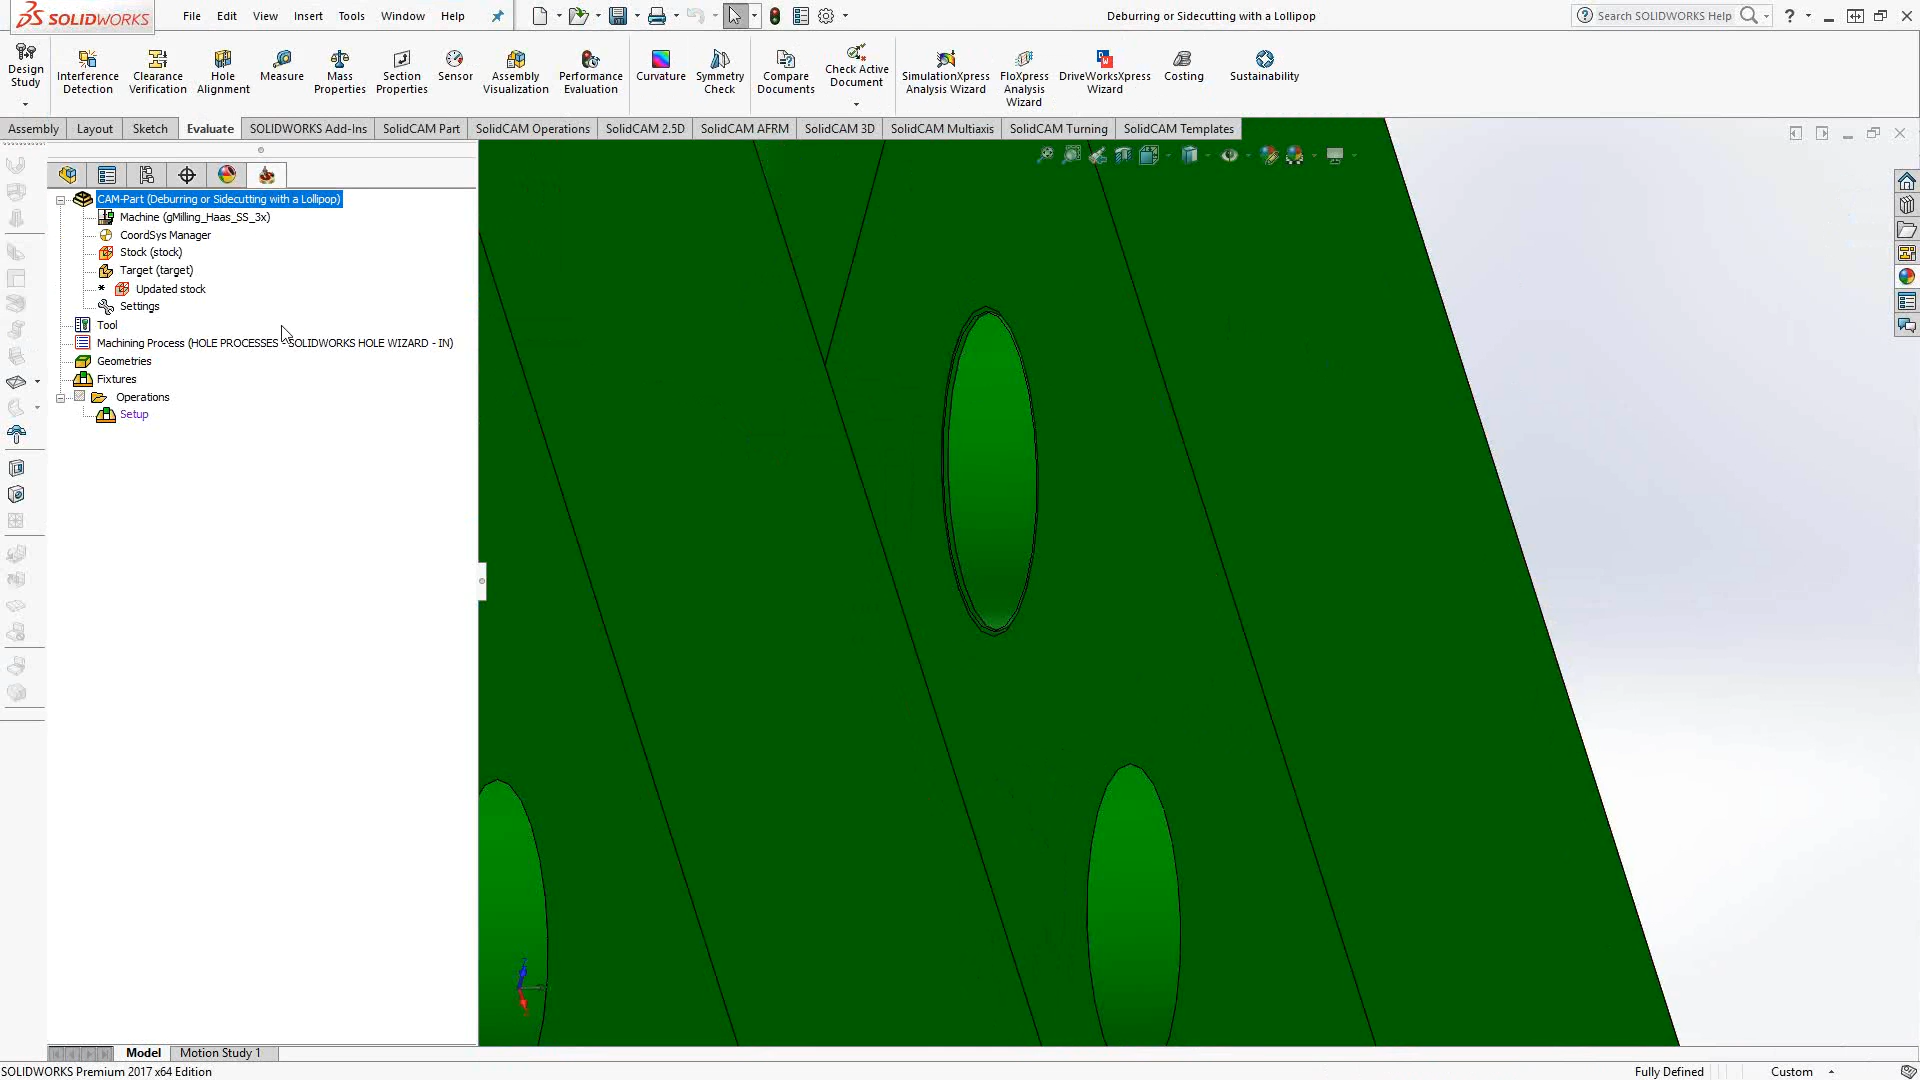 SOLIDWORKS
File Edit View Insert Tools Window Help
Deburring or Sidecutting with a Lollipop
Search SOLIDWORKS Help
Design
Study
Interference
Detection
Clearance
Verification
Hole
Alignment
Measure
Mass
Properties
Section
Properties
Sensor
Assembly
Visualization
Performance
Evaluation
Curvature
Symmetry
Check
Compare
Documents
Check Active
Document
SimulationXpress
Analysis Wizard
FloXpress
Analysis
Wizard
DriveWorksXpress
Wizard
Costing
Sustainability
Assembly Layout Sketch Evaluate SOLIDWORKS Add-Ins SolidCAM Part SolidCAM Operations SolidCAM 2.5D SolidCAM AFRM SolidCAM 3D SolidCAM Multiaxis SolidCAM Turning SolidCAM Templates
CAM-Part (Deburring or Sidecutting with a Lollipop)
Machine (gMilling_Haas_SS_3x)
CoordSys Manager
Stock (stock)
Target (target)
* Updated stock
Settings
Tool
Machining Process (HOLE PROCESSES SOLIDWORKS HOLE WIZARD - IN)
Geometries
Fixtures
Operations
Setup
Model Motion Study 1
SOLIDWORKS Premium 2017 x64 Edition
Fully Defined
Custom